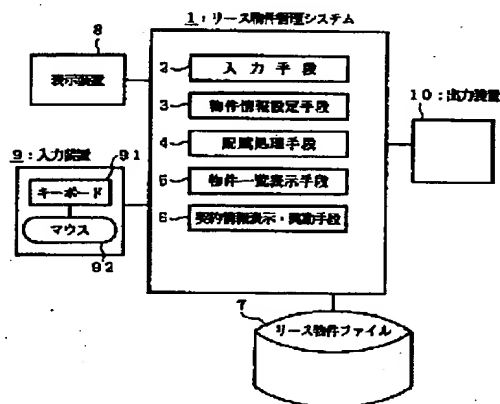 1：リース物件管理システム
8
表示装置
2
入力手段
3
物件情報設定手段
4
配賦処理手段
5
物件一覧表示手段
6
契約情報表示・異動手段
9：入力装置
91
キーボード
マウス
92
10：出力装置
7
リース物件ファイル